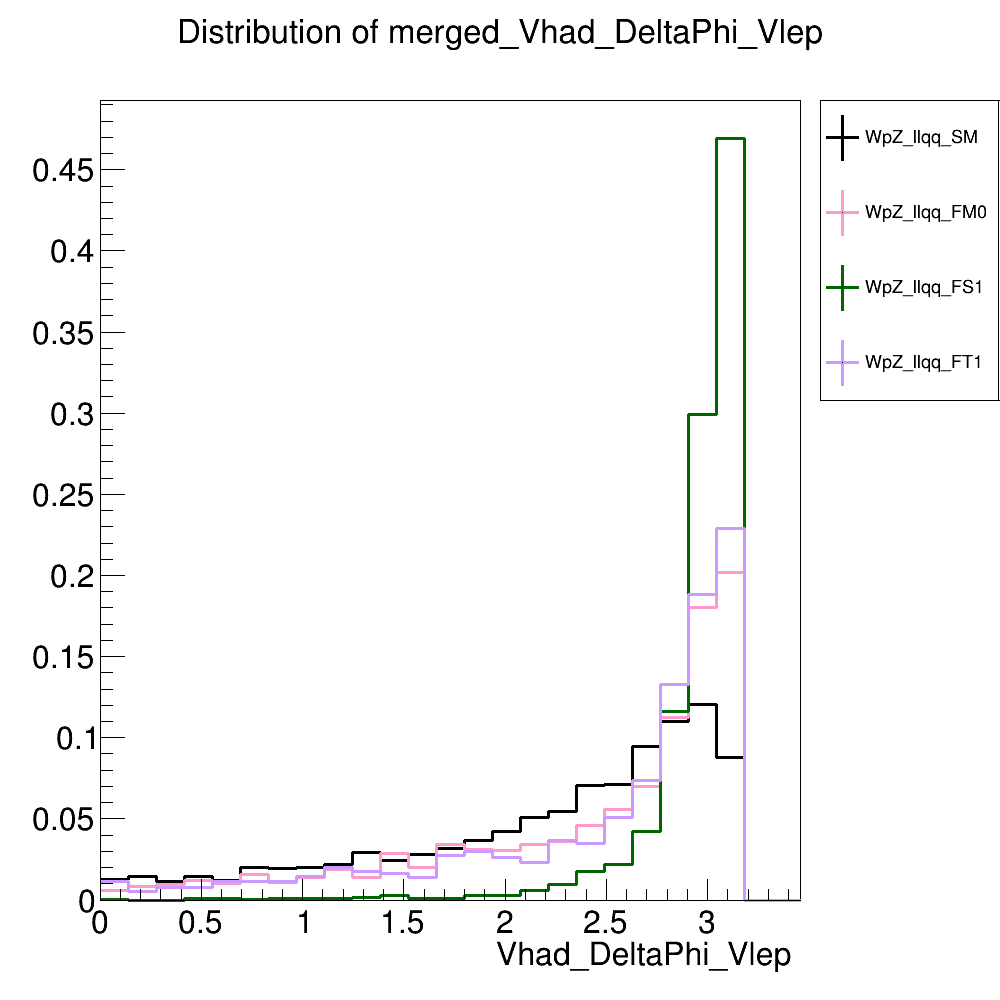 Distribution of merged_Vhad_DeltaPhi_Vlep
WpZ_llqq_SM
WpZ_llqq_FM0
WpZ_llqq_FS1
WpZ_llqq_FT1
0.45
0.4
0.35
0.3
0.25
0.2
0.15
0.1
0.05
0
0 0.5 1 1.5 2 2.5 3
Vhad_DeltaPhi_Vlep